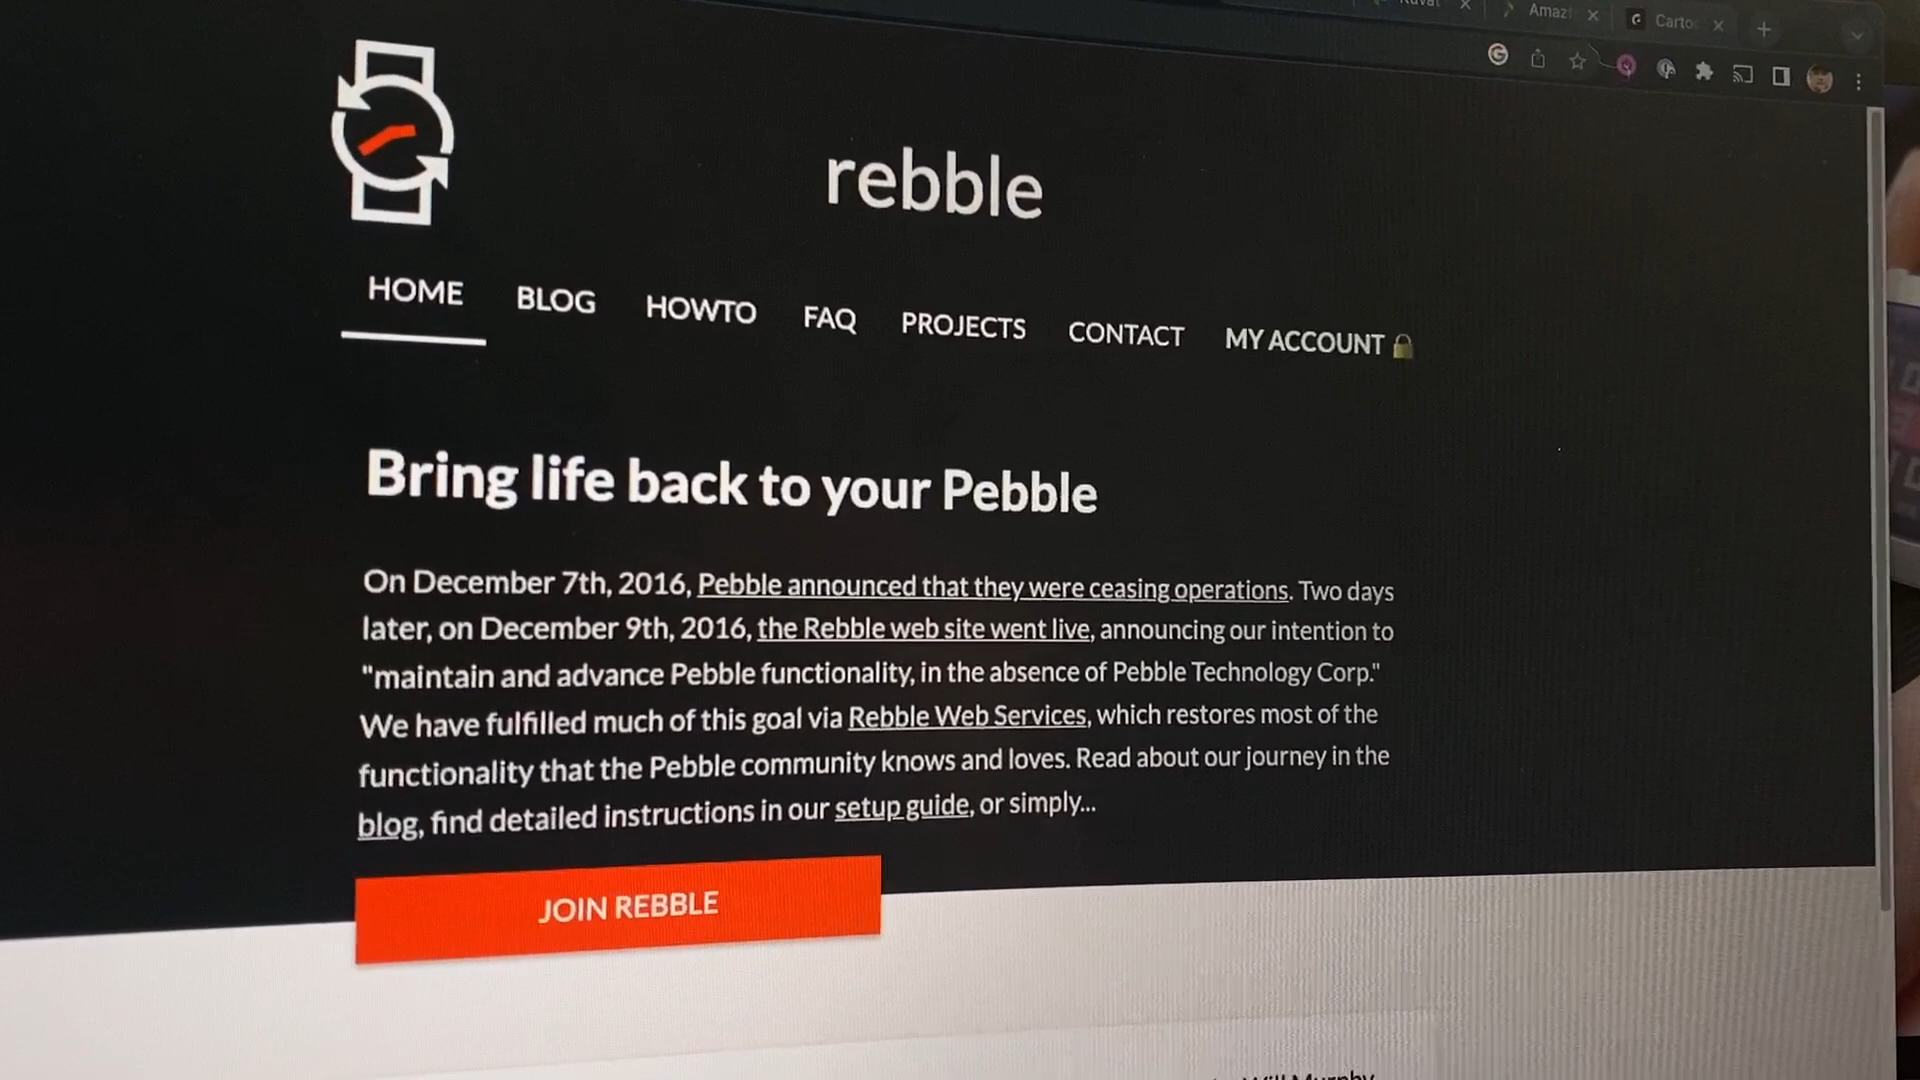 Amaz
Carto
rebble
HOME BLOG HOWTO FAQ PROJECTS CONTACT MY ACCOUNT
Bring life back to your Pebble
On December 7th, 2016, Pebble announced that they were ceasing operations. Two days
later, on December 9th, 2016, the Rebble web site went live, announcing our intention to
"maintain and advance Pebble functionality, in the absence of Pebble Technology Corp."
We have fulfilled much of this goal via Rebble Web Services, which restores most of the
functionality that the Pebble community knows and loves. Read about our journey in the
blog, find detailed instructions in our setup guide, or simply...
JOIN REBBLE
Will Murphy